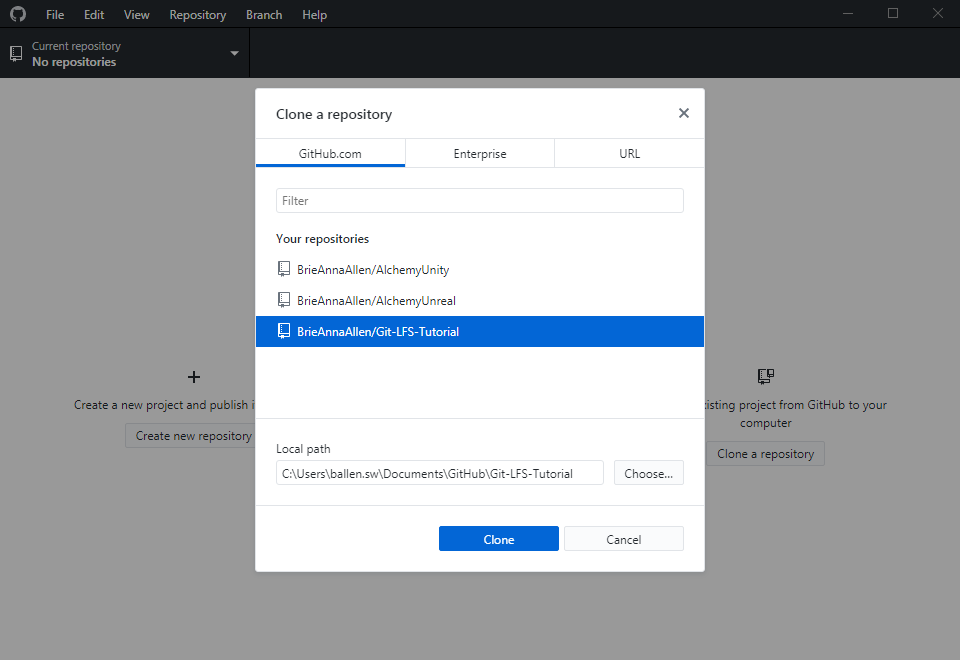 File Edit View Repository Branch Help
Current repository
No repositories
Clone a repository
GitHub.com Enterprise URL
Filter
Your repositories
BrieAnnaAllen/AlchemyUnity
BrieAnnaAllen/AlchemyUnreal
BrieAnnaAllen/Git-LFS-Tutorial
Create a new project and publish
Create new repository
project from GitHub to your
computer
Clone a repository
Local path
C:\Users\ballen.sw\Documents\GitHub\Git-LFS-Tutorial Choose...
Clone Cancel